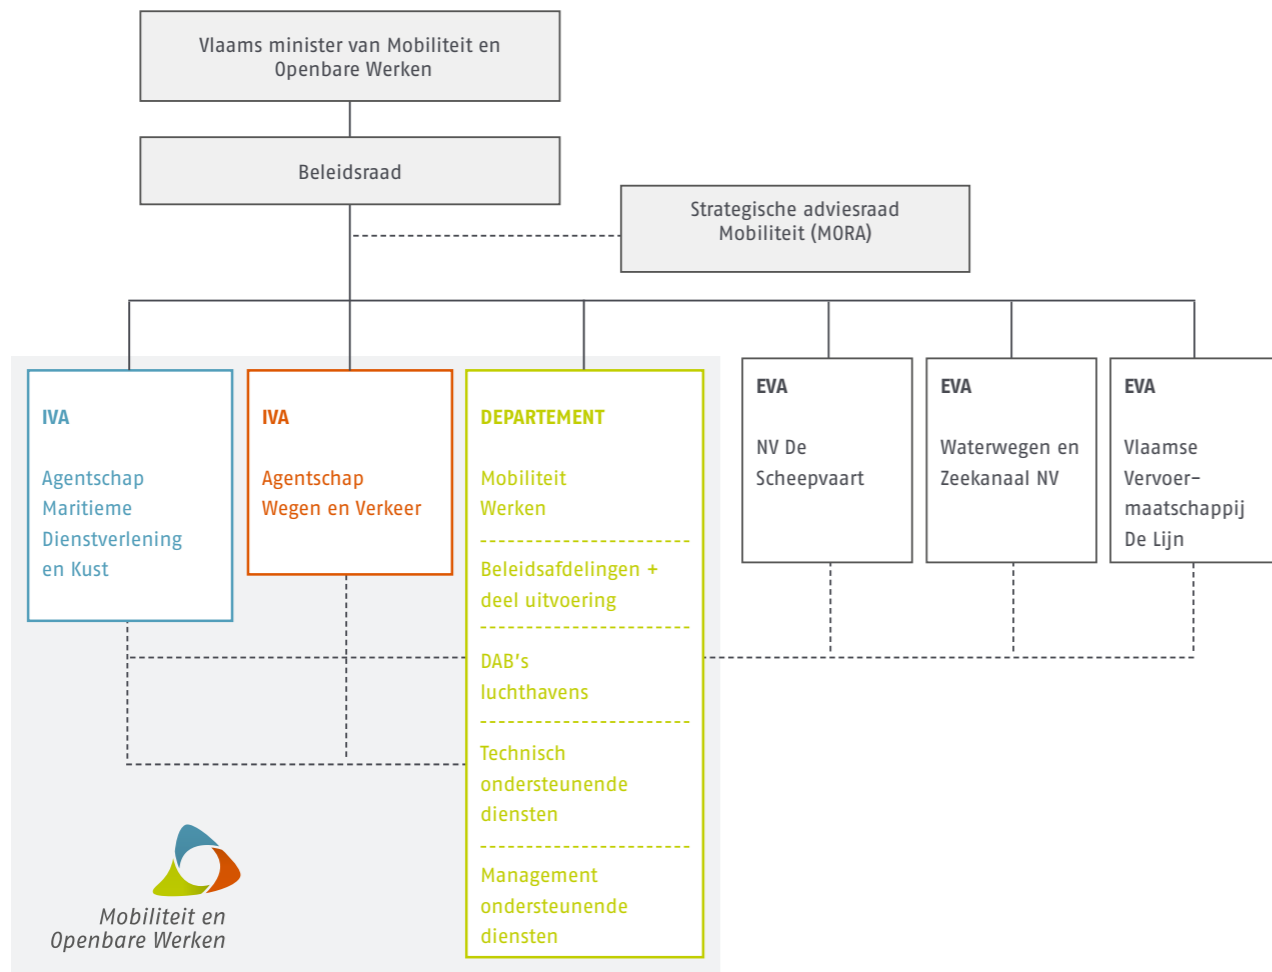 Vlaams minister van Mobiliteit en
Openbare Werken
Beleidsraad
Strategische adviesraad
Mobiliteit (MORA)
IVA
Agentschap
Maritieme
Dienstverlening
en Kust
IVA
Agentschap
Wegen en Verkeer
DEPARTEMENT
Mobiliteit
Werken
Beleidsafdelingen +
deel uitvoering
DAB's
luchthavens
Technisch
ondersteunende
diensten
Management
ondersteunende
diensten
EVA
NV De
Scheepvaart
EVA
Waterwegen en
Zeekanaal NV
EVA
Vlaamse
Vervoer-
maatschappij
De Lijn
Mobiliteit en
Openbare Werken